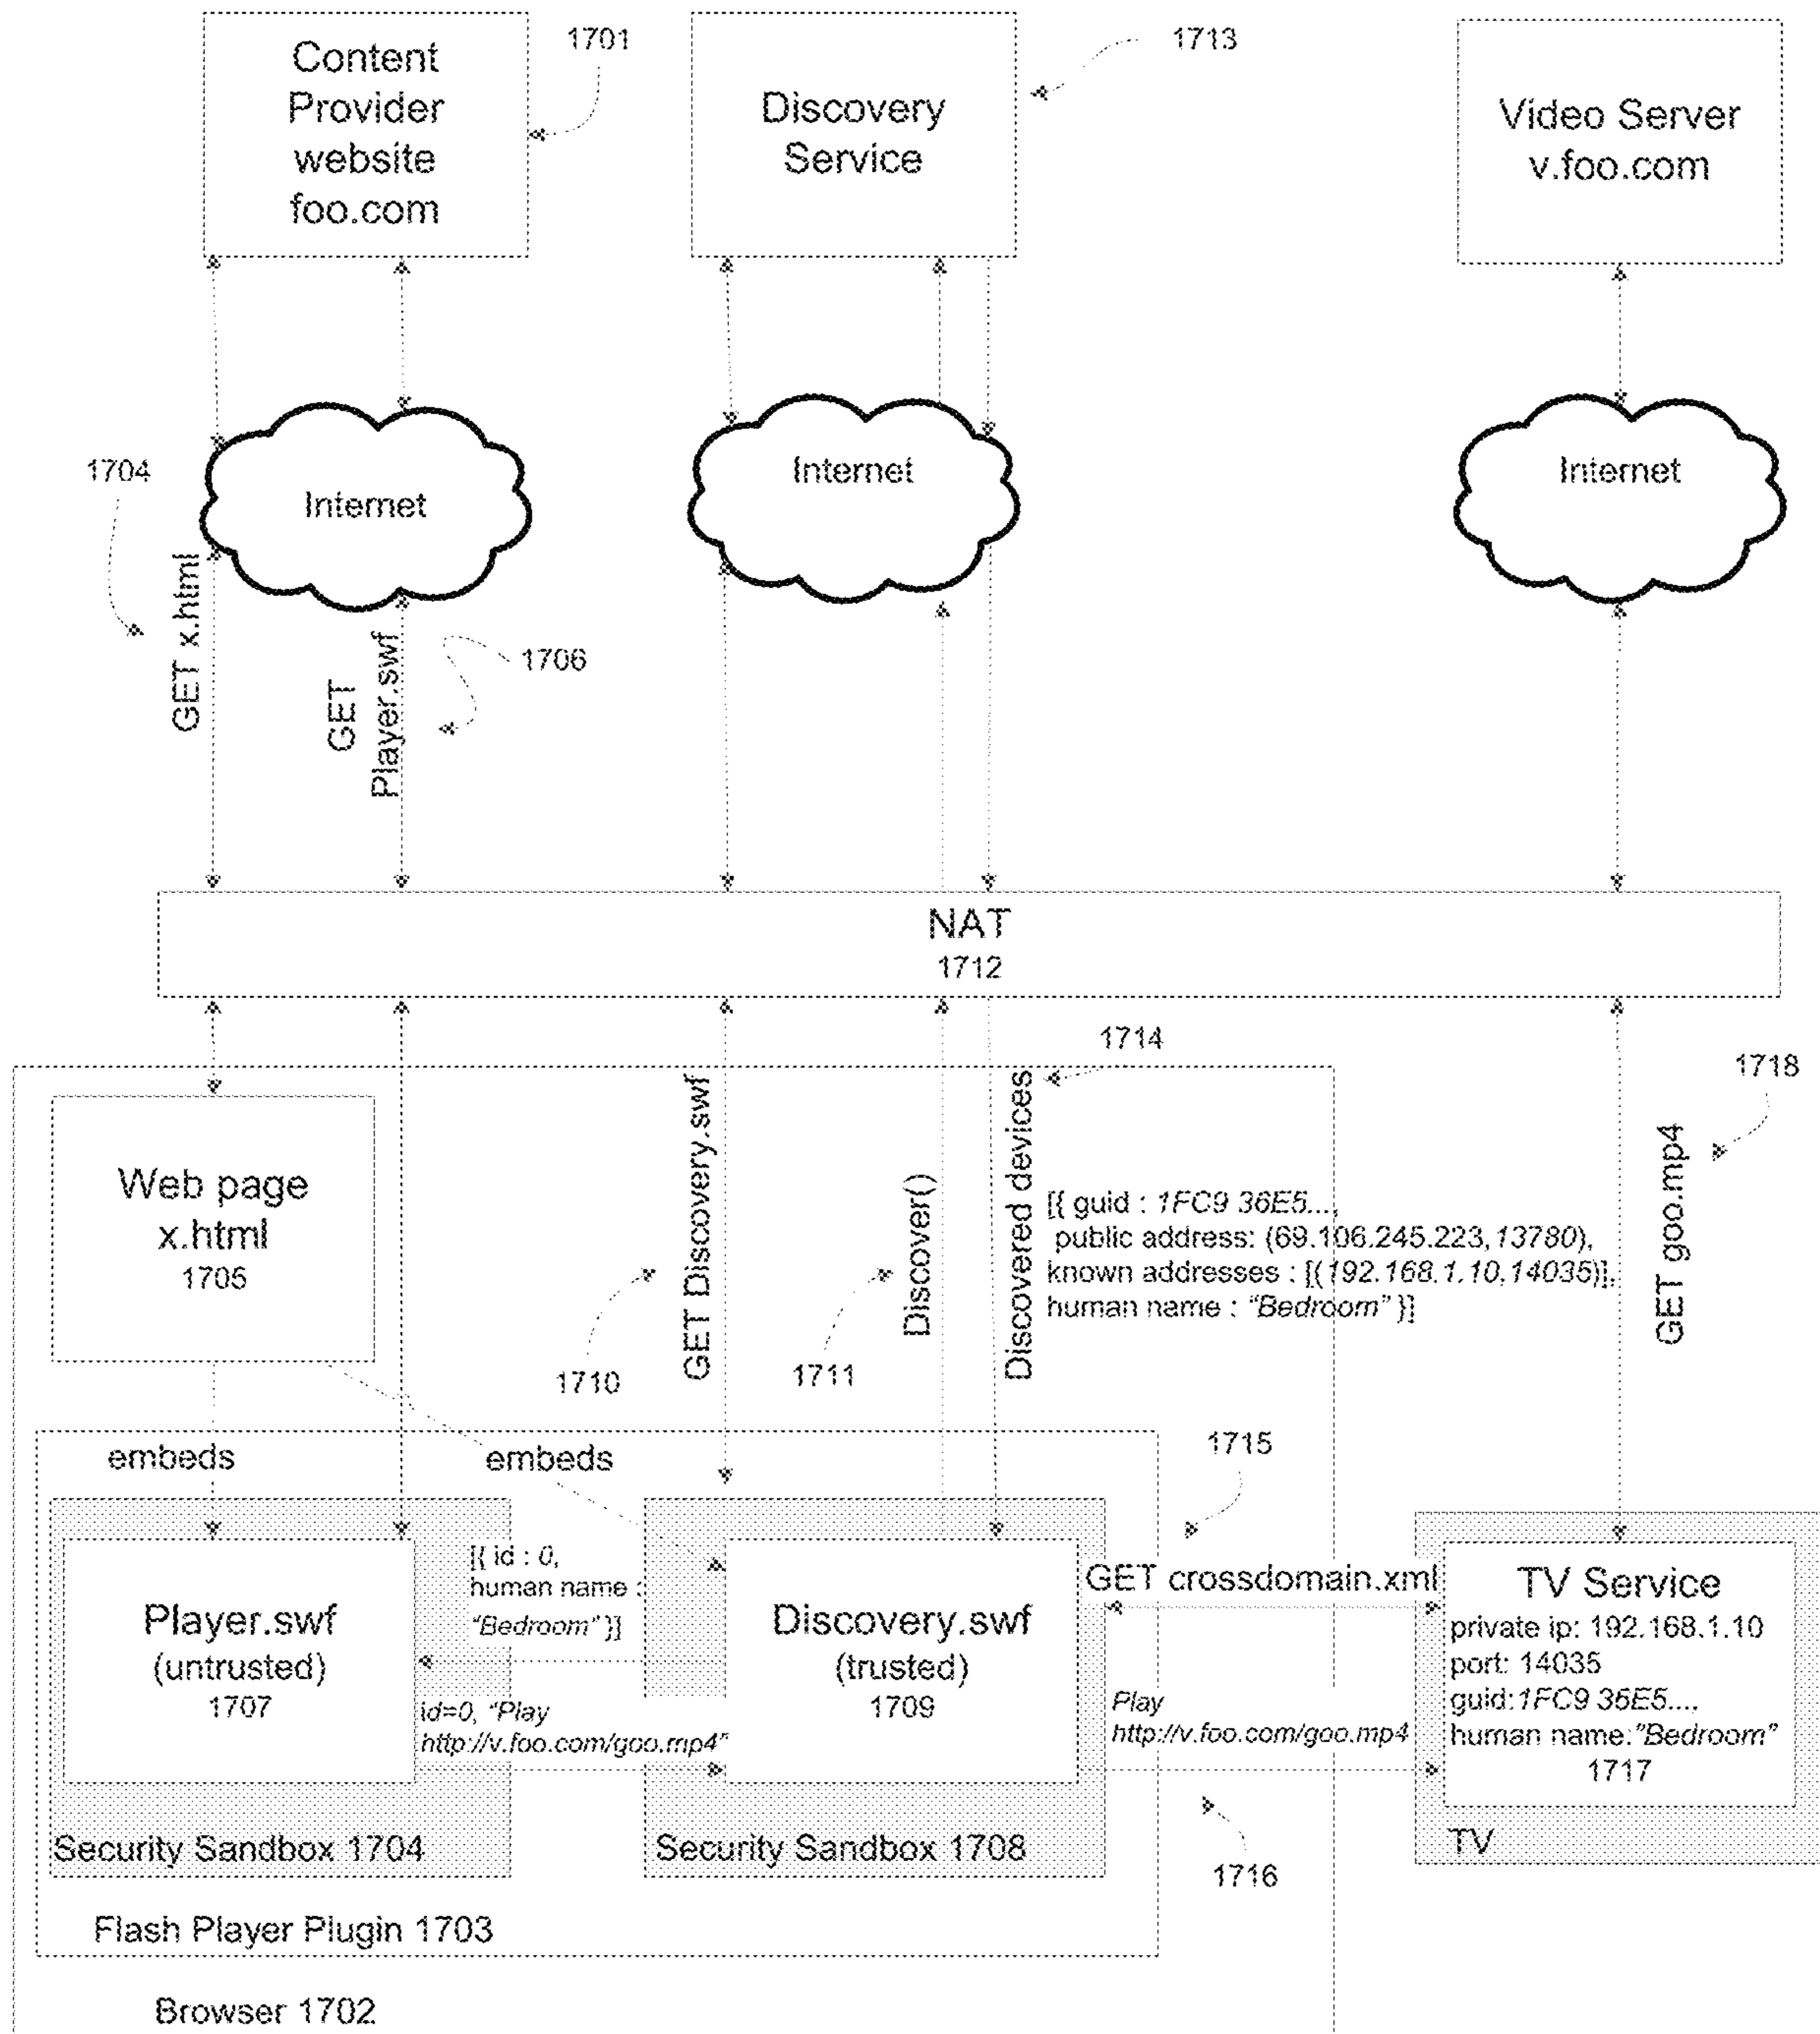 Content
Provider
website
foo.com
1701
Discovery
Service
1713
Video Server
v.foo.com
Internet
Internet
Internet
1704
GET x.html
GET
Player.swf
1706
NAT
1712
1714
1718
Web page
x.html
1705
GET Discovery.swf
1710
Discover()
1711
Discovered devices
[{ guid : 1FC9 36E5...,
public address: (69.106.245.223,13780),
known addresses : [(192.168.1.10,14035)],
human name : "Bedroom" }]
GET goo.mp4
embeds
embeds
1715
Player.swf
(untrusted)
1707
[{ id : 0,
human name :
"Bedroom" }]
id=0, "Play
http://v.foo.com/goo.mp4"
Discovery.swf
(trusted)
1709
GET crossdomain.xml
Play
http://v.foo.com/goo.mp4
1716
TV Service
private ip: 192.168.1.10
port: 14035
guid:1FC9 36E5...,
human name:"Bedroom"
1717
TV
Security Sandbox 1704
Security Sandbox 1708
Flash Player Plugin 1703
Browser 1702